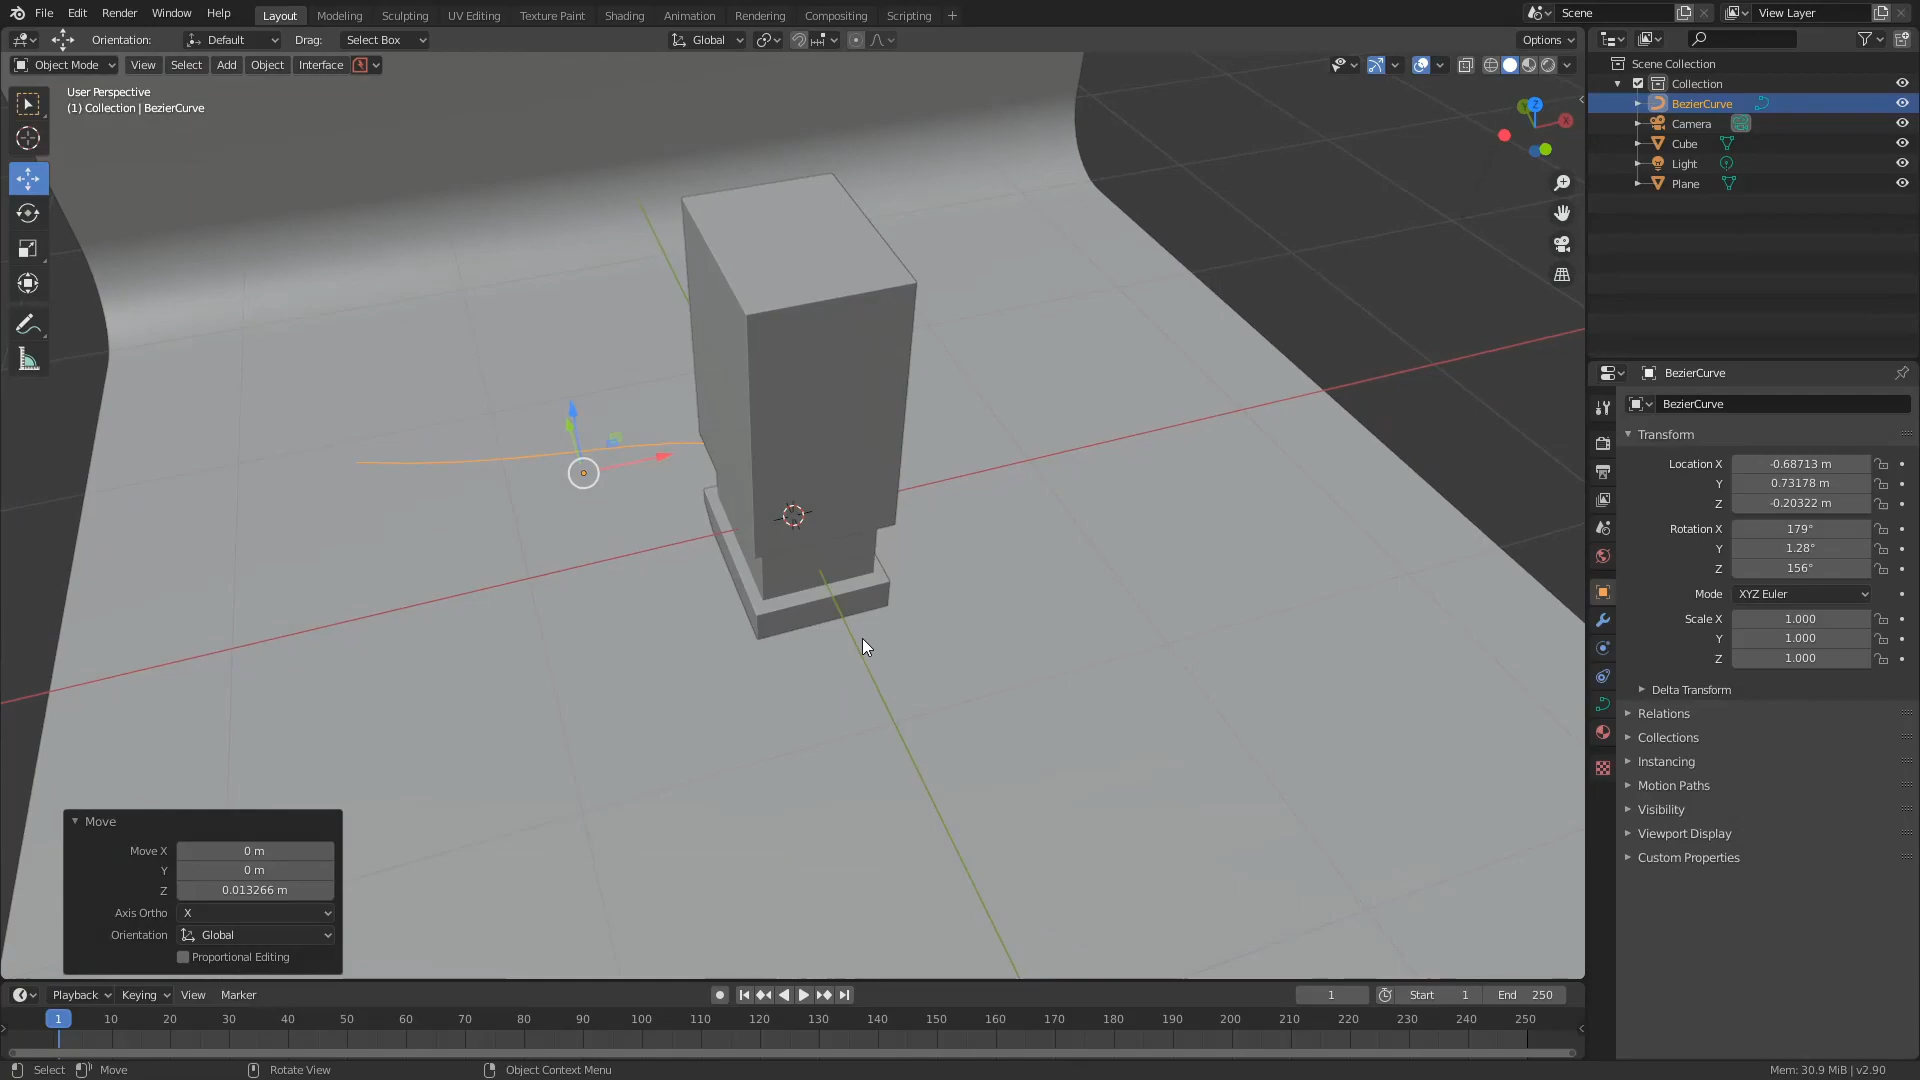 File Edit Render Window Help Layout Modeling Sculpting UV Editing Texture Paint Shading Animation Rendering Compositing Scripting + Scene View Layer
Orientation: Default Drag: Select Box Global Options
Object Mode View Select Add Object Interface
User Perspective
(1) Collection | BezierCurve
Z
X
Y
Scene Collection
Collection
BezierCurve
Camera
Cube
Light
Plane
BezierCurve
BezierCurve
Transform
Location X -0.68713 m
Y 0.73178 m
Z -0.20322 m
Rotation X 179°
Y 1.28°
Z 156°
Mode XYZ Euler
Scale X 1.000
Y 1.000
Z 1.000
Delta Transform
Relations
Collections
Instancing
Motion Paths
Visibility
Viewport Display
Custom Properties
Move
Move X 0 m
Y 0 m
Z 0.013266 m
Axis Ortho X
Orientation Global
Proportional Editing
Playback Keying View Marker 1 Start 1 End 250
1 10 20 30 40 50 60 70 80 90 100 110 120 130 140 150 160 170 180 190 200 210 220 230 240 250
Select Move Rotate View Object Context Menu Mem: 30.9 MiB | v2.90